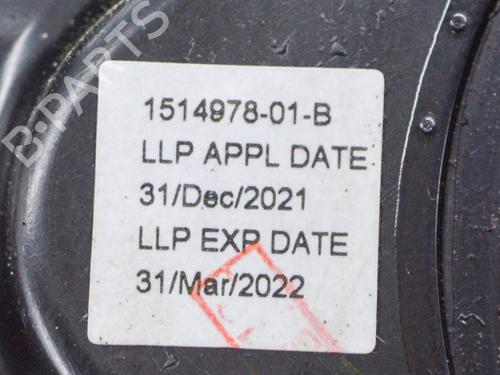 B-PARTS
1514978-01-B
LLP APPL DATE
31/Dec/2021
LLP EXP DATE
31/Mar/2022